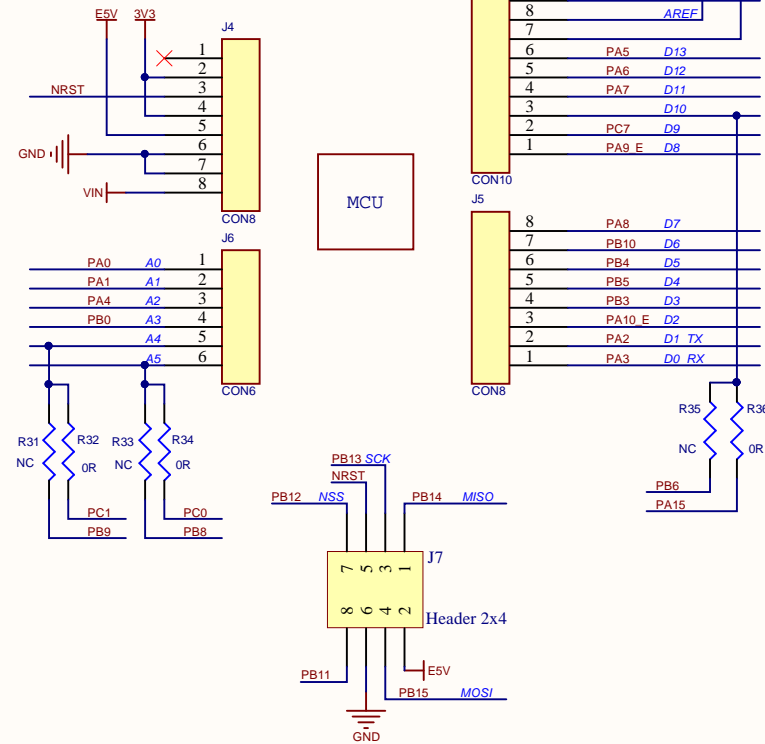 E5V 3V3
J4
1
2
NRST 3
4
5
GND 6
7
VIN 8
CON8
8 AREF
7
6 PA5 D13
5 PA6 D12
4 PA7 D11
3 D10
2 PC7 D9
1 PA9_E D8
CON10
MCU
J6
PA0 A0 1
PA1 A1 2
PA4 A2 3
PB0 A3 4
A4 5
A5 6
CON6
J5
8 PA8 D7
7 PB10 D6
6 PB4 D5
5 PB5 D4
4 PB3 D3
3 PA10_E D2
2 PA2 D1_TX
1 PA3 D0_RX
CON8
R31 R32 R33 R34
NC 0R NC 0R
PC1 PC0
PB9 PB8
R35 R36
NC 0R
PB6
PA15
PB13 SCK
NRST
PB12 NSS PB14 MISO
J7
7 5 3 1
8 6 4 2
Header 2x4
E5V
PB11
PB15 MOSI
GND